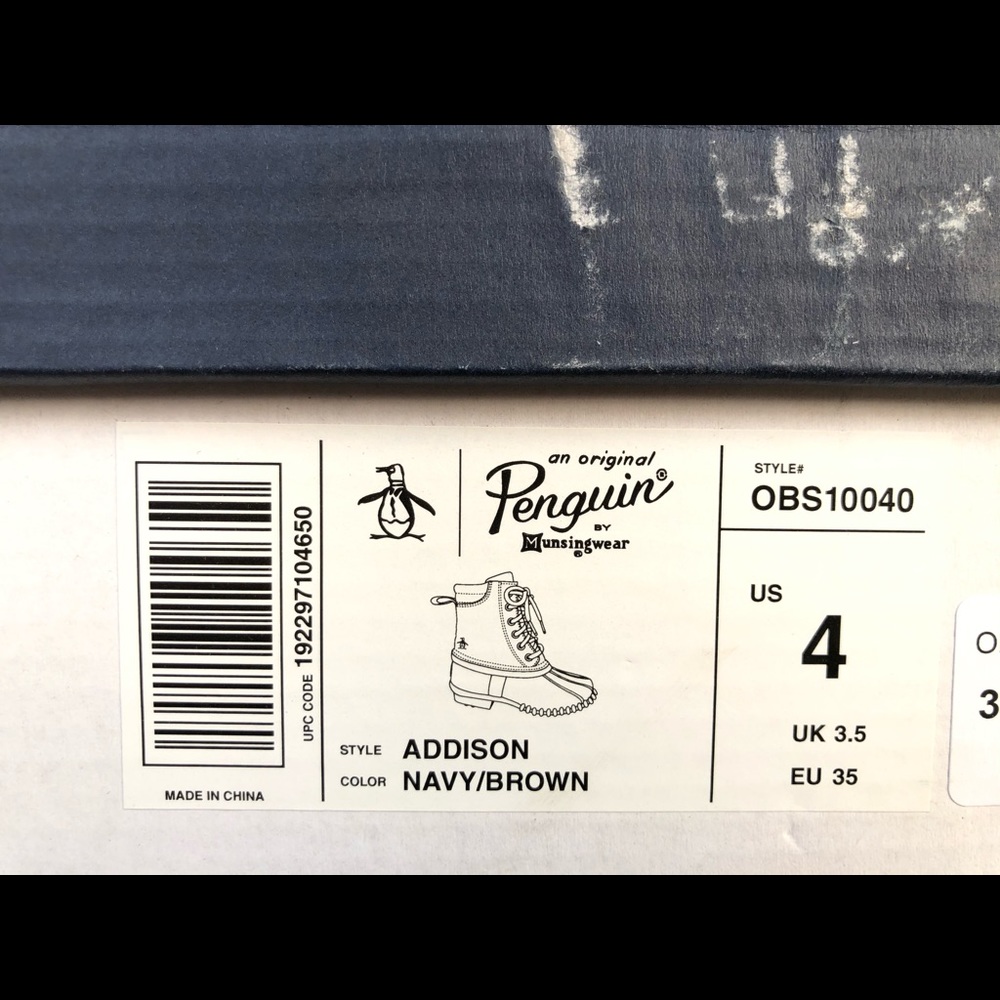 an original
Penguin®
BY
Munsingwear
®
STYLE#
OBS10040
US
4
UK 3.5
EU 35
UPC CODE 192297104650
MADE IN CHINA
STYLE ADDISON
COLOR NAVY/BROWN
3